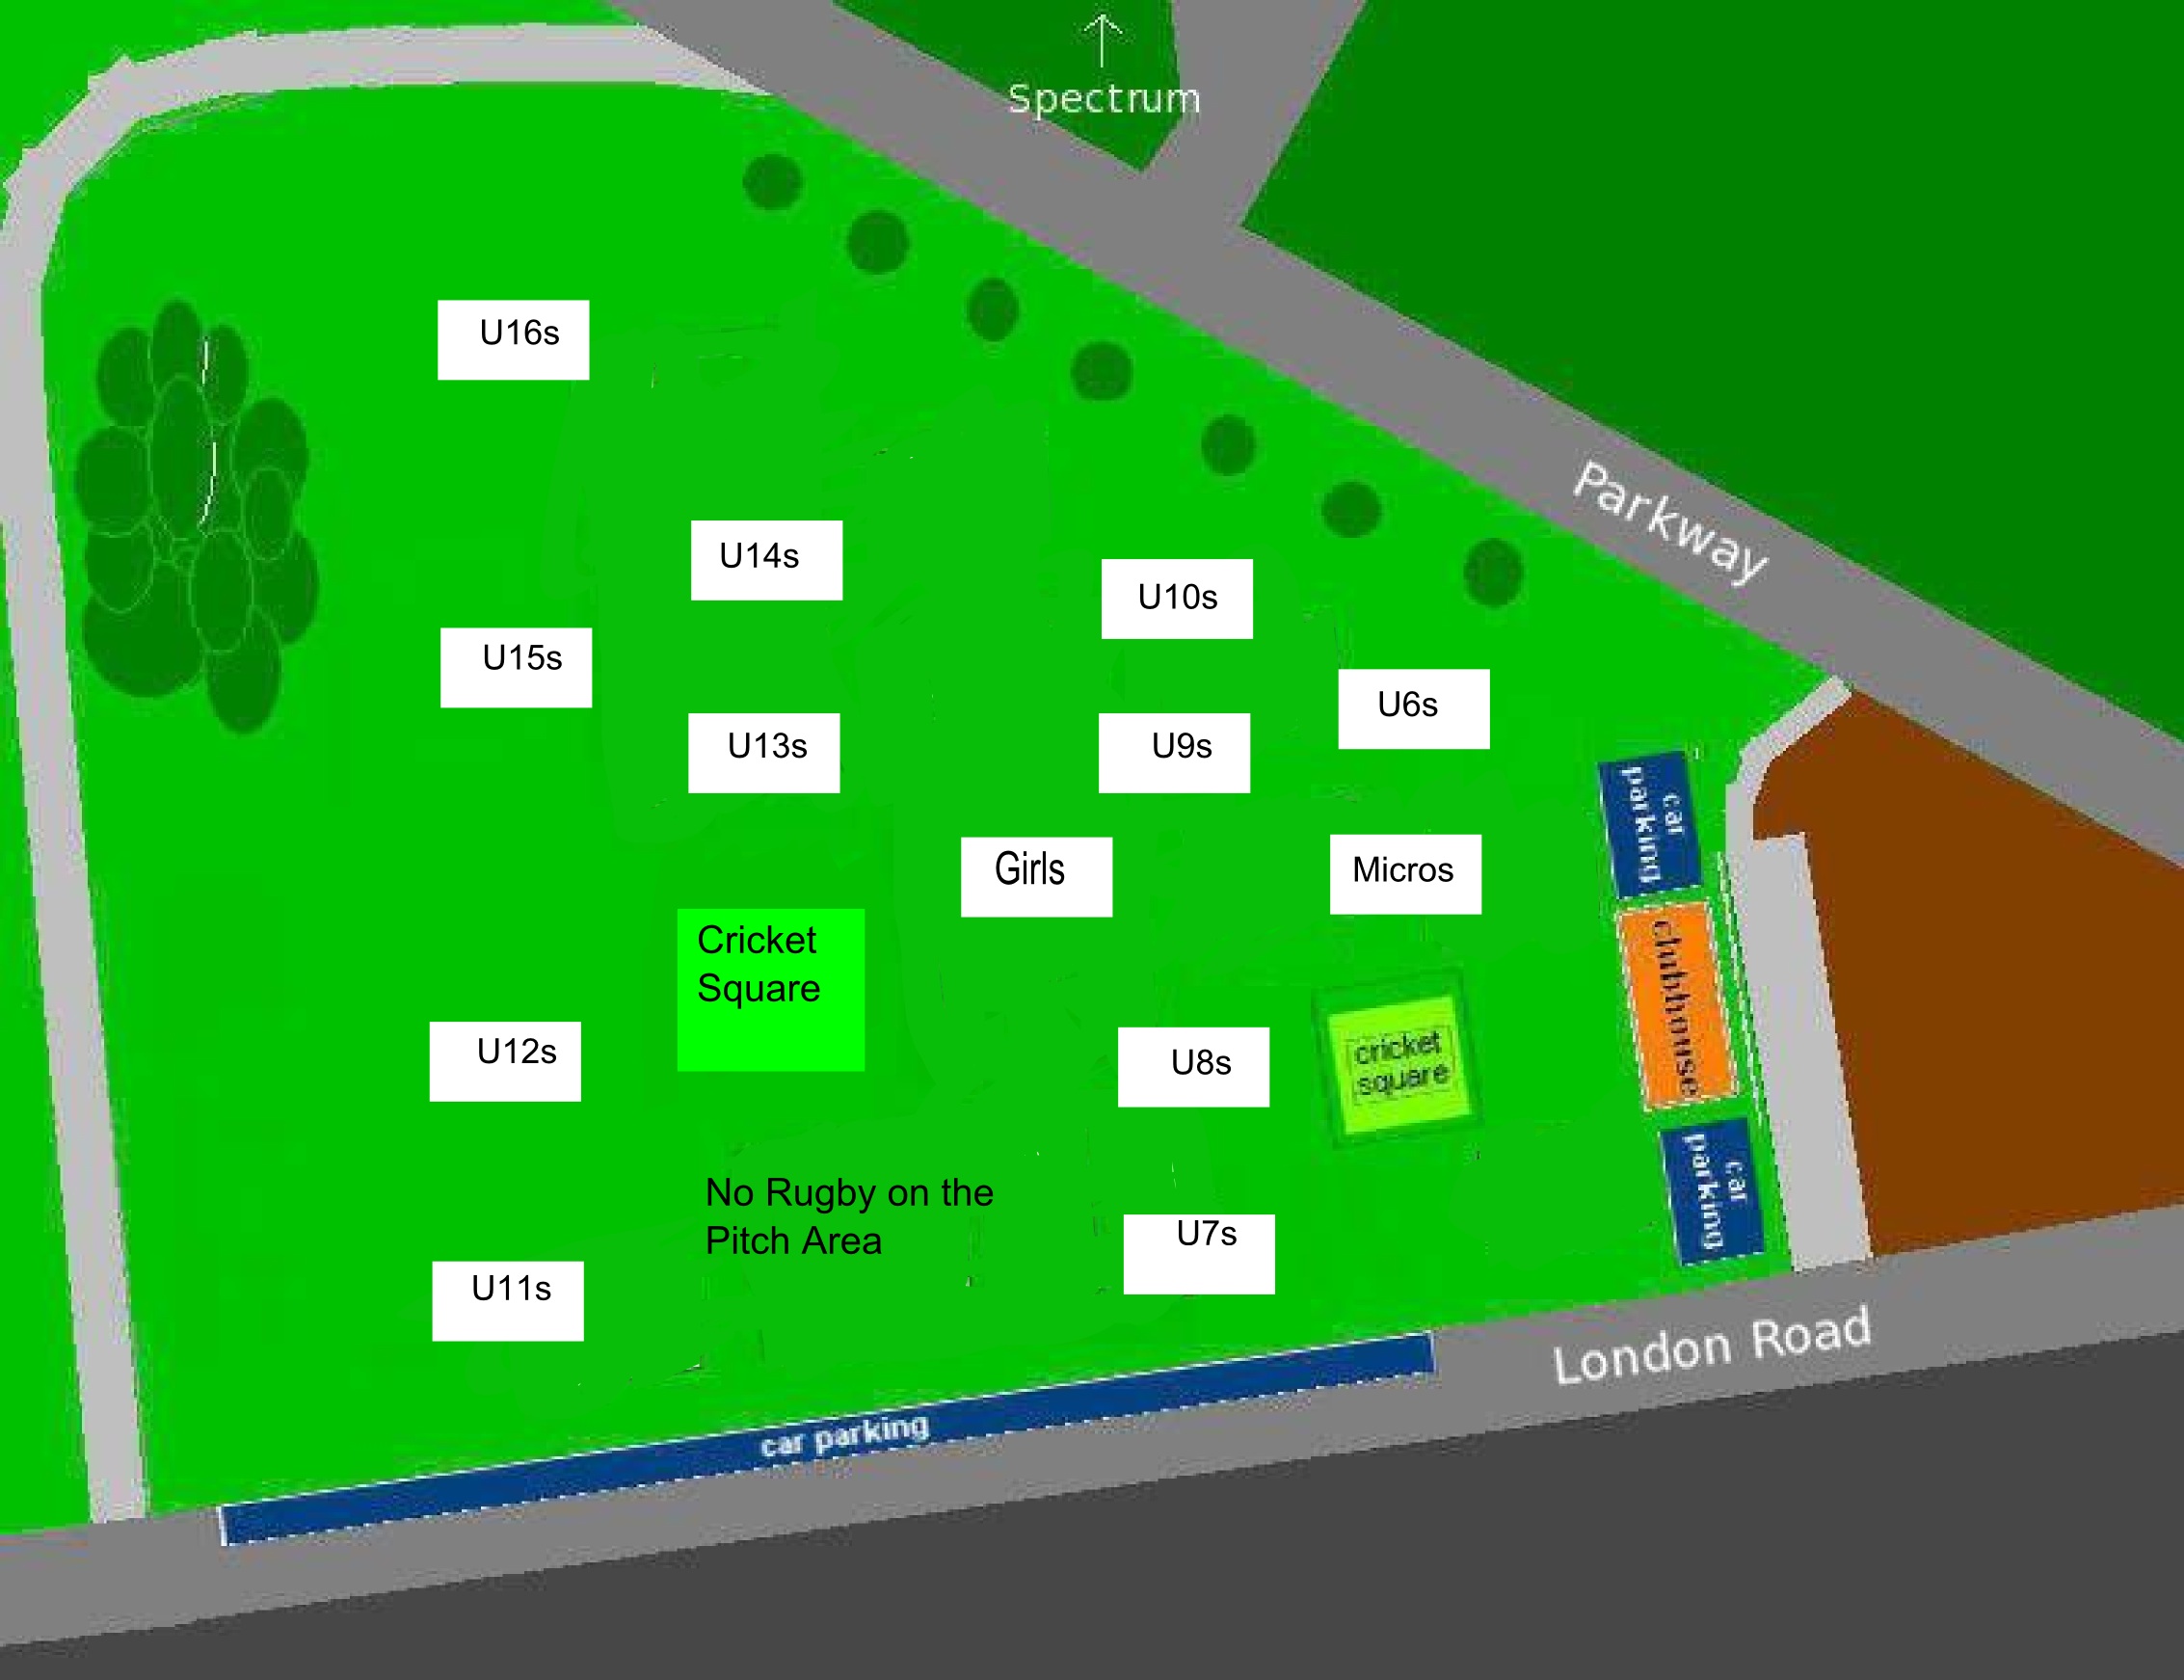 Spectrum
U16s
Parkway
U14s
U10s
U15s
U6s
U13s
U9s
car
parking
Girls
Micros
Cricket
Square
clubhouse
U12s
U8s
cricket
square
car
parking
No Rugby on the
Pitch Area
U7s
U11s
London Road
car parking